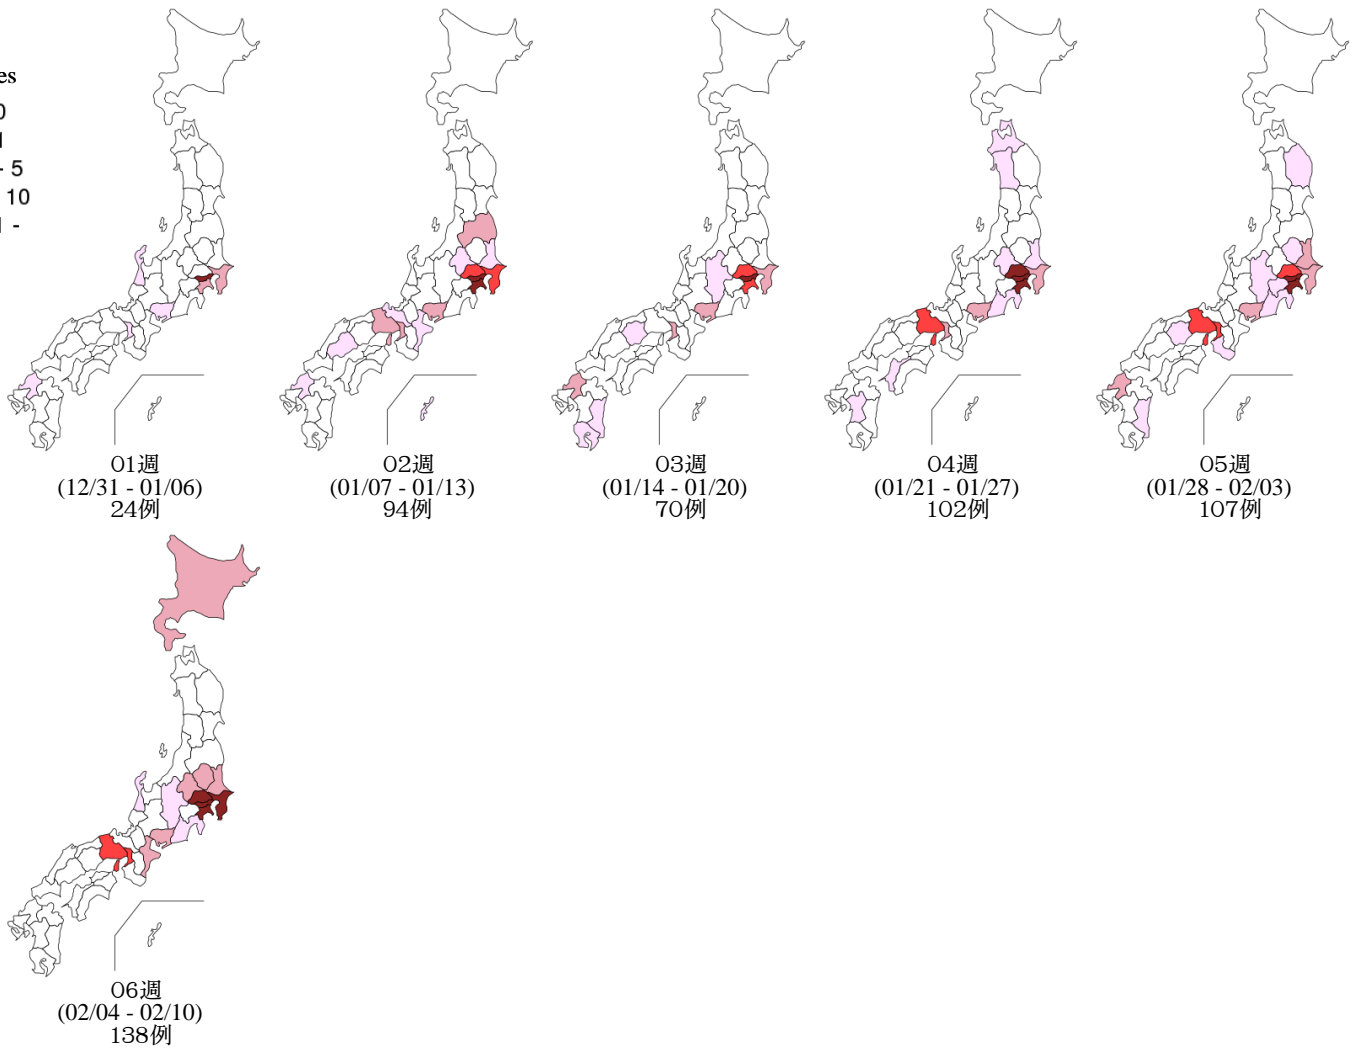 es
0
1
- 5
10
1 -
01週
(12/31 - 01/06)
24例
02週
(01/07 - 01/13)
94例
03週
(01/14 - 01/20)
70例
04週
(01/21 - 01/27)
102例
05週
(01/28 - 02/03)
107例
06週
(02/04 - 02/10)
138例